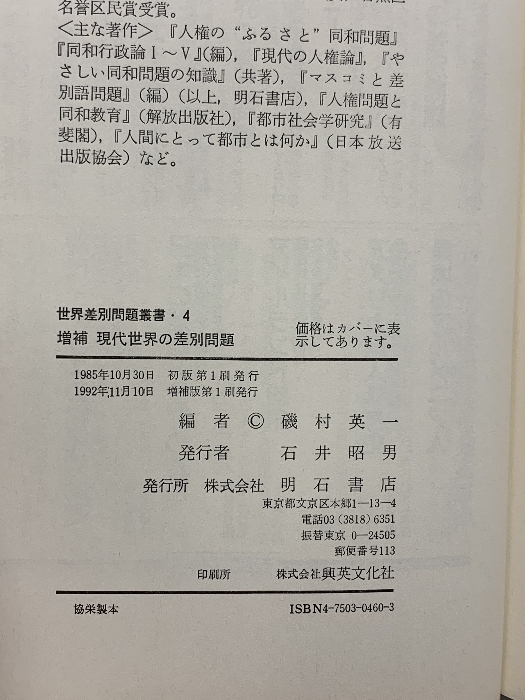 名誉区民賞受賞。
＜主な著作＞『人権の“ふるさと”同和問題』
『同和行政論Ⅰ～Ⅴ』(編),『現代の人権論』,『や
さしい同和問題の知識』(共著),『マスコミと差
別語問題』(編)(以上, 明石書店),『人権問題と
同和教育』(解放出版社),『都市社会学研究』(有
斐閣),『人間にとって都市とは何か』(日本放送
出版協会)など。
世界差別問題叢書・4
増補 現代世界の差別問題
価格はカバーに表
示してあります。
1985年10月30日 初版第1刷発行
1992年11月10日 増補版第1刷発行
編者 © 磯村英一
発行者 石井昭男
発行所 株式会社 明石書店
東京都文京区本郷1―13―4
電話03(3818)6351
振替東京 0―24505
郵便番号113
印刷所 株式会社 興英文化社
協栄製本 ISBN4-7503-0460-3